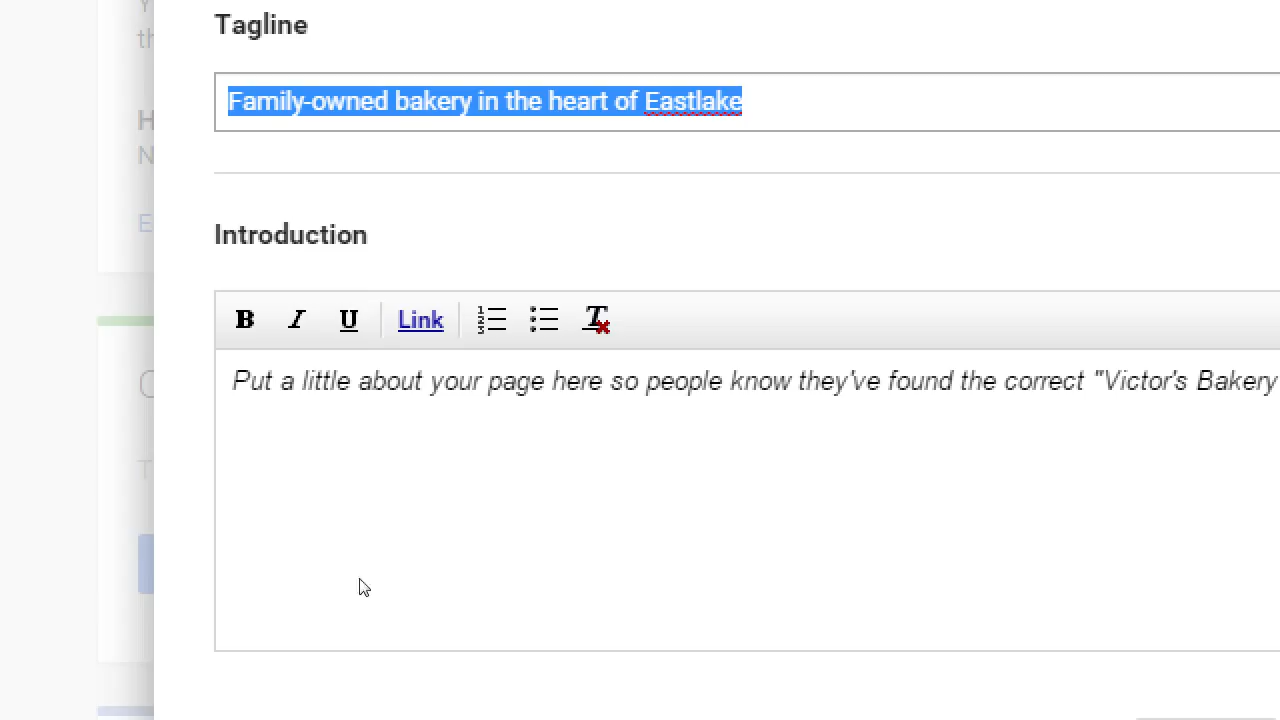 Tagline
Family-owned bakery in the heart of Eastlake
Introduction
B I U Link
Put a little about your page here so people know they've found the correct "Victor's Bakery